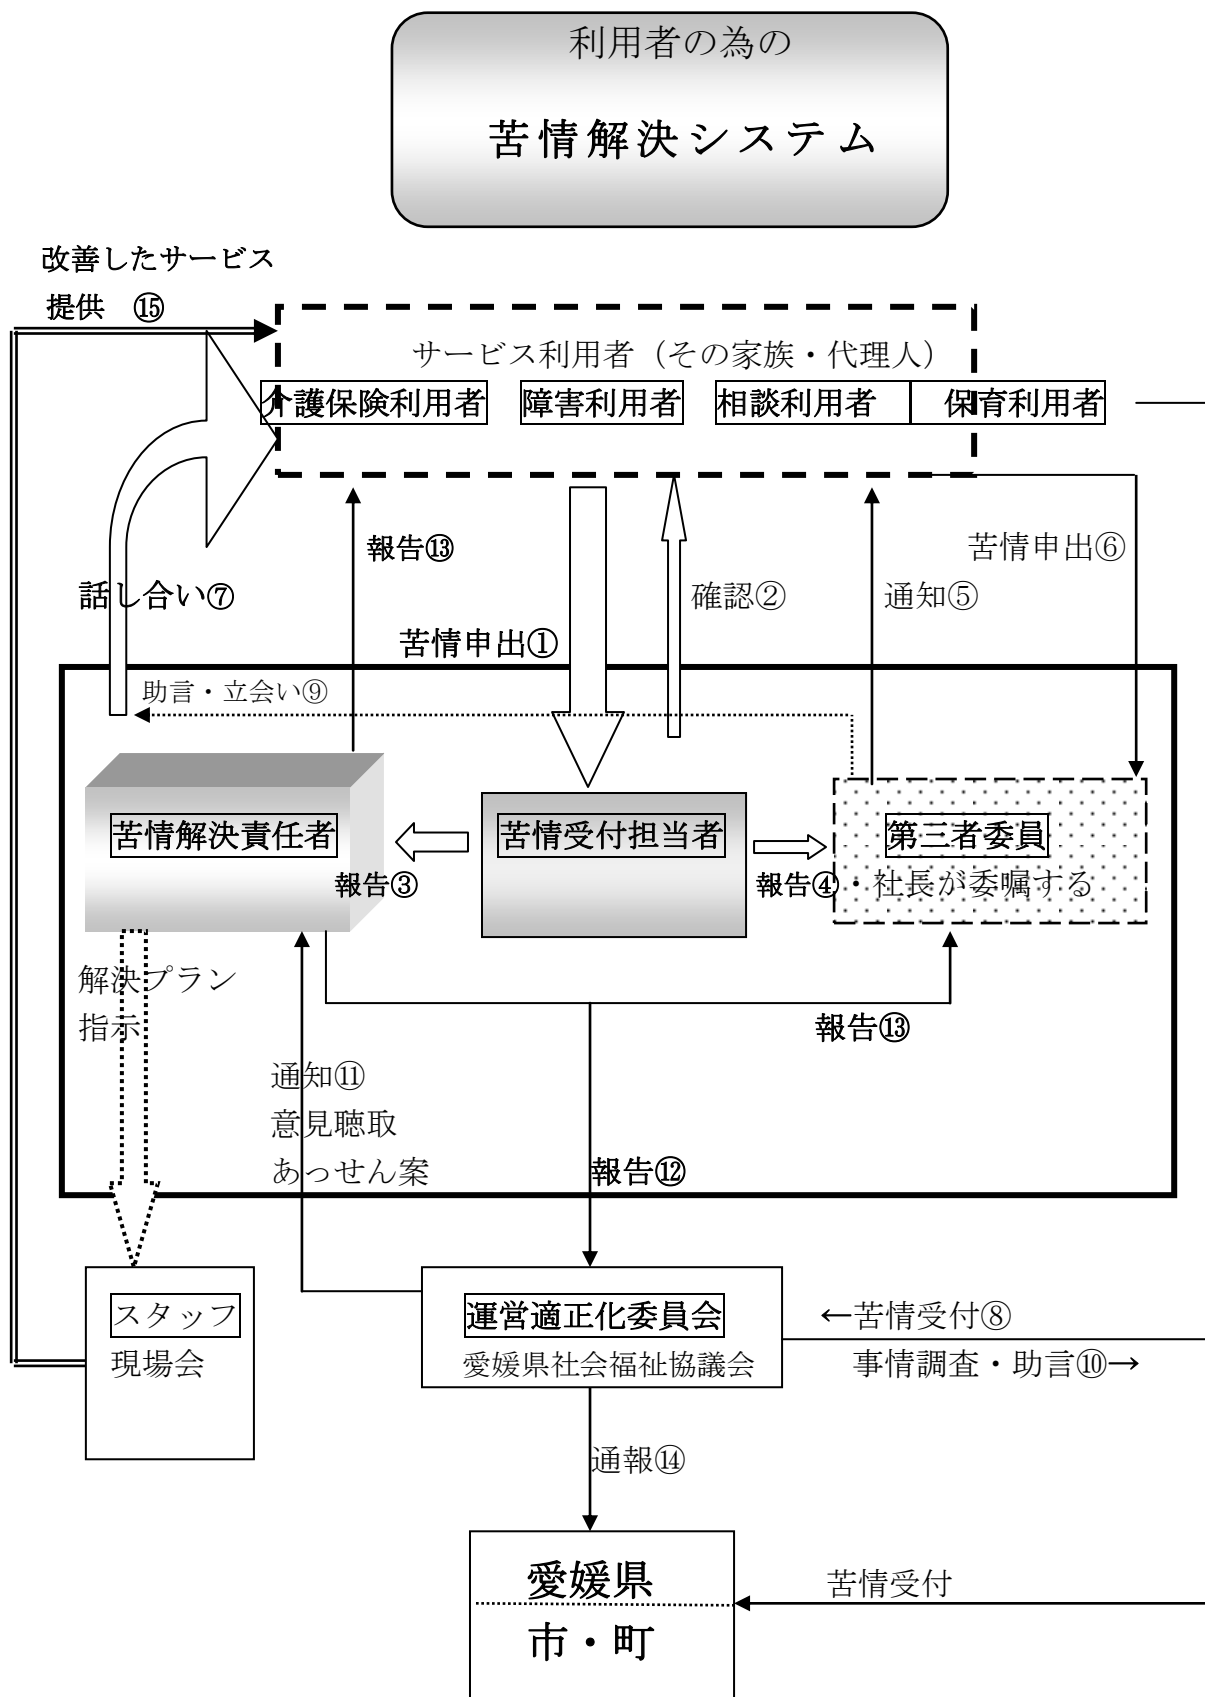 利用者の為の
苦情解決システム
改善したサービス
提供 ⑮
サービス利用者（その家族・代理人）
介護保険利用者
障害利用者
相談利用者
保育利用者
報告⑬
苦情申出⑥
話し合い⑦
確認②
通知⑤
苦情申出①
助言・立会い⑨
苦情解決責任者
苦情受付担当者
第三者委員
報告③
報告④
・社長が委嘱する
解決プラン
指示
報告⑬
通知⑪
意見聴取
あっせん案
報告⑫
スタッフ
現場会
運営適正化委員会
愛媛県社会福祉協議会
←苦情受付⑧
事情調査・助言⑩→
通報⑭
愛媛県
市・町
苦情受付